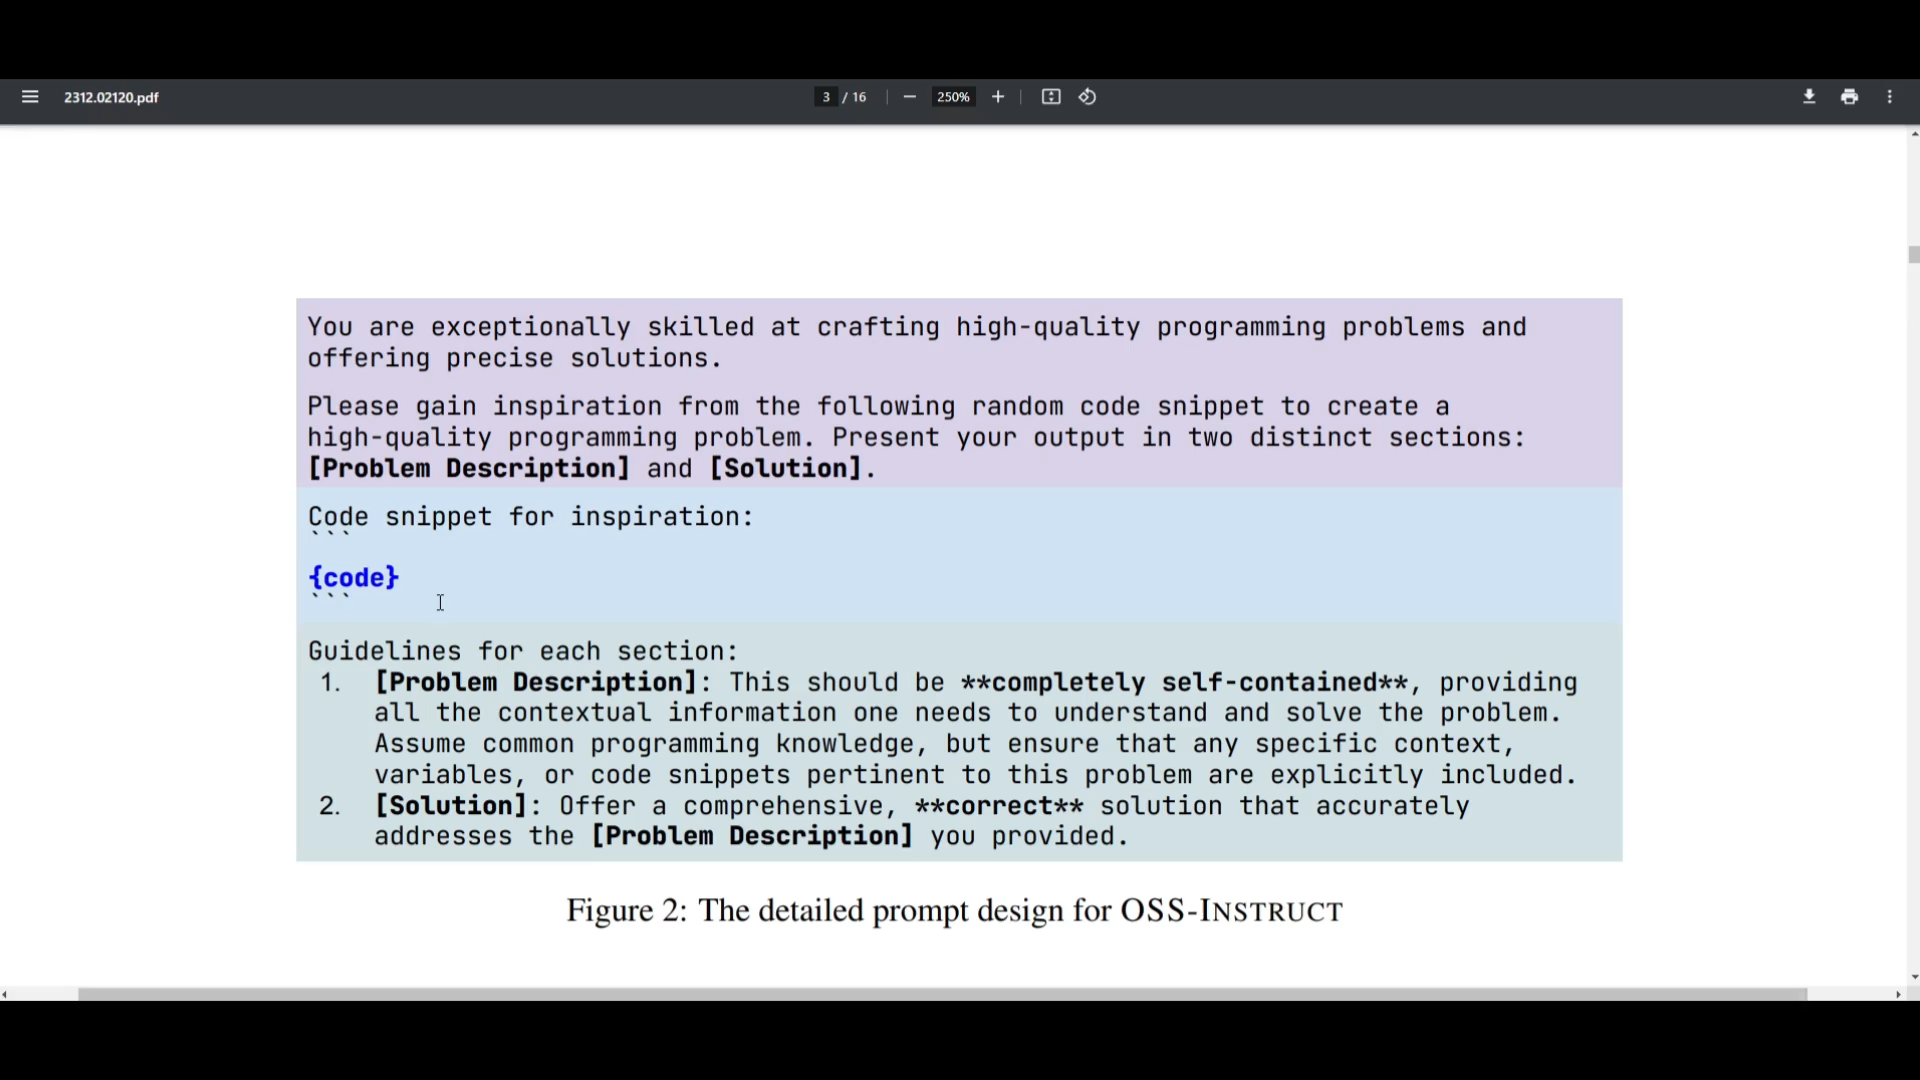 2312.02120.pdf
3 / 16
250%
You are exceptionally skilled at crafting high-quality programming problems and
offering precise solutions.
Please gain inspiration from the following random code snippet to create a
high-quality programming problem. Present your output in two distinct sections:
[Problem Description] and [Solution].
Code snippet for inspiration:
```
{code}
```
Guidelines for each section:
1. [Problem Description]: This should be **completely self-contained**, providing
all the contextual information one needs to understand and solve the problem.
Assume common programming knowledge, but ensure that any specific context,
variables, or code snippets pertinent to this problem are explicitly included.
2. [Solution]: Offer a comprehensive, **correct** solution that accurately
addresses the [Problem Description] you provided.
Figure 2: The detailed prompt design for OSS-INSTRUCT